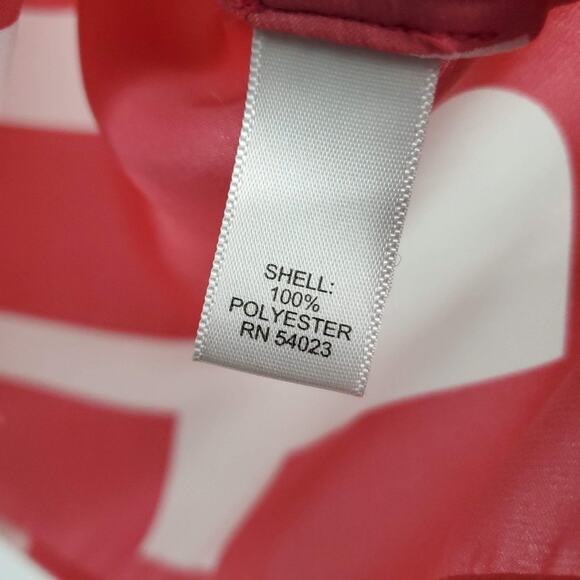 SHELL:
100%
POLYESTER
RN 54023